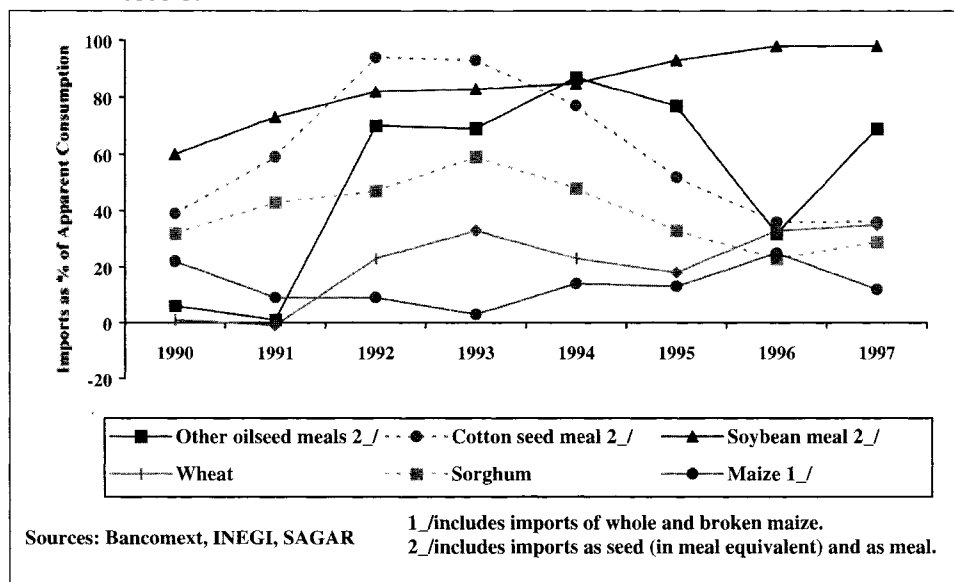 Imports as % of Apparent Consumption
100
80
60
40
20
0
-20
1990 1991 1992 1993 1994 1995 1996 1997
Other oilseed meals 2_/ Cotton seed meal 2_/ Soybean meal 2_/
Wheat Sorghum Maize 1_/
Sources: Bancomext, INEGI, SAGAR
1_/includes imports of whole and broken maize.
2_/includes imports as seed (in meal equivalent) and as meal.